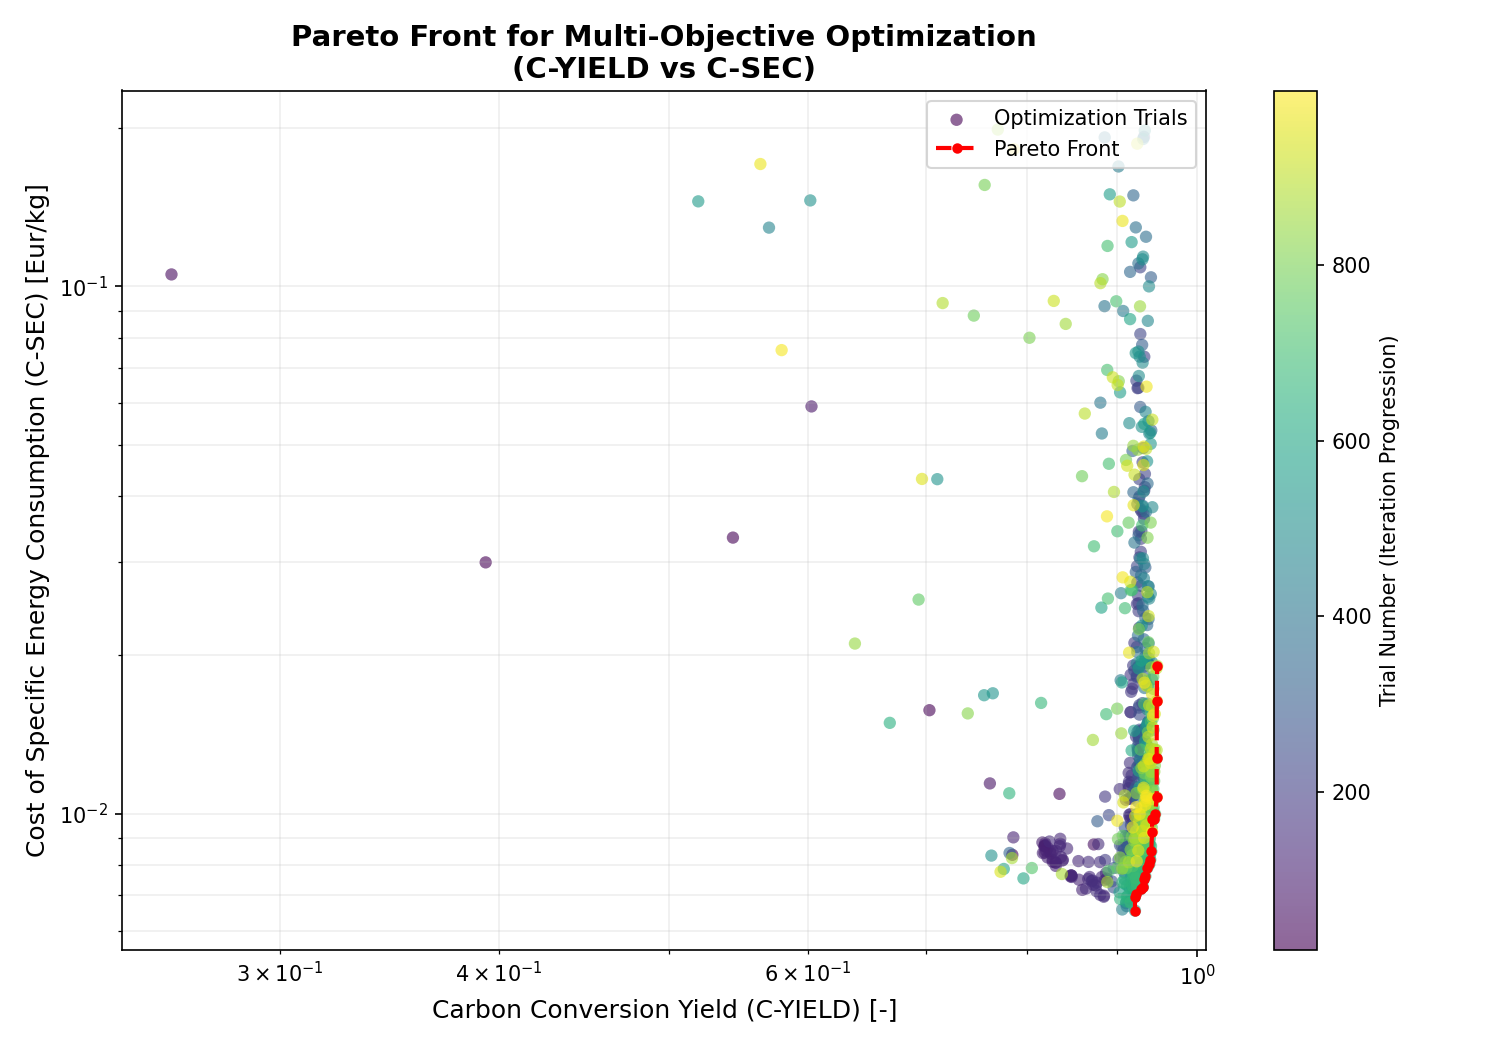 Pareto Front for Multi-Objective Optimization
(C-YIELD vs C-SEC)
Optimization Trials
Pareto Front
Cost of Specific Energy Consumption (C-SEC) [Eur/kg]
10⁻¹
10⁻²
3 × 10⁻¹
4 × 10⁻¹
6 × 10⁻¹
10⁰
Carbon Conversion Yield (C-YIELD) [-]
800
600
400
200
Trial Number (Iteration Progression)